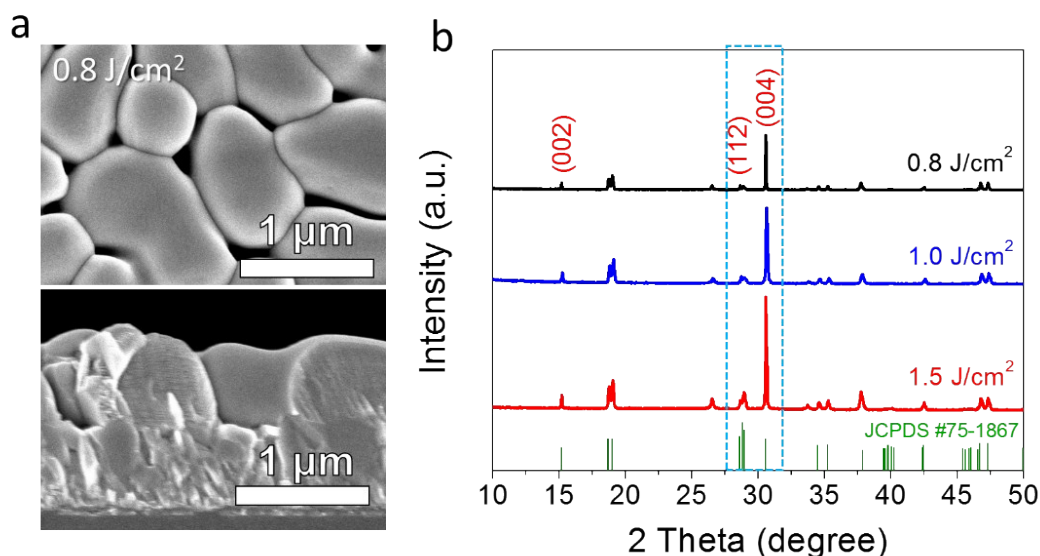 a
0.8 J/cm²
1 μm
1 μm
b
Intensity (a.u.)
(002)
(112)
(004)
0.8 J/cm²
1.0 J/cm²
1.5 J/cm²
JCPDS #75-1867
10 15 20 25 30 35 40 45 50
2 Theta (degree)